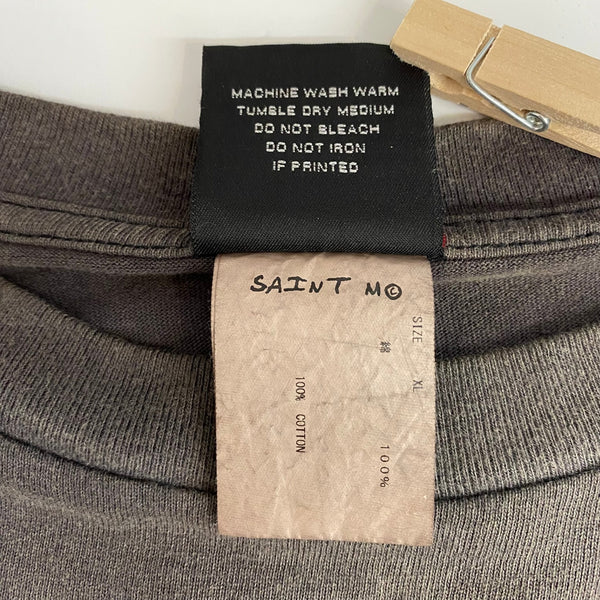 MACHINE WASH WARM
TUMBLE DRY MEDIUM
DO NOT BLEACH
DO NOT IRON
IF PRINTED
SAINT M©
SIZE XL
綿 100%
100% COTTON